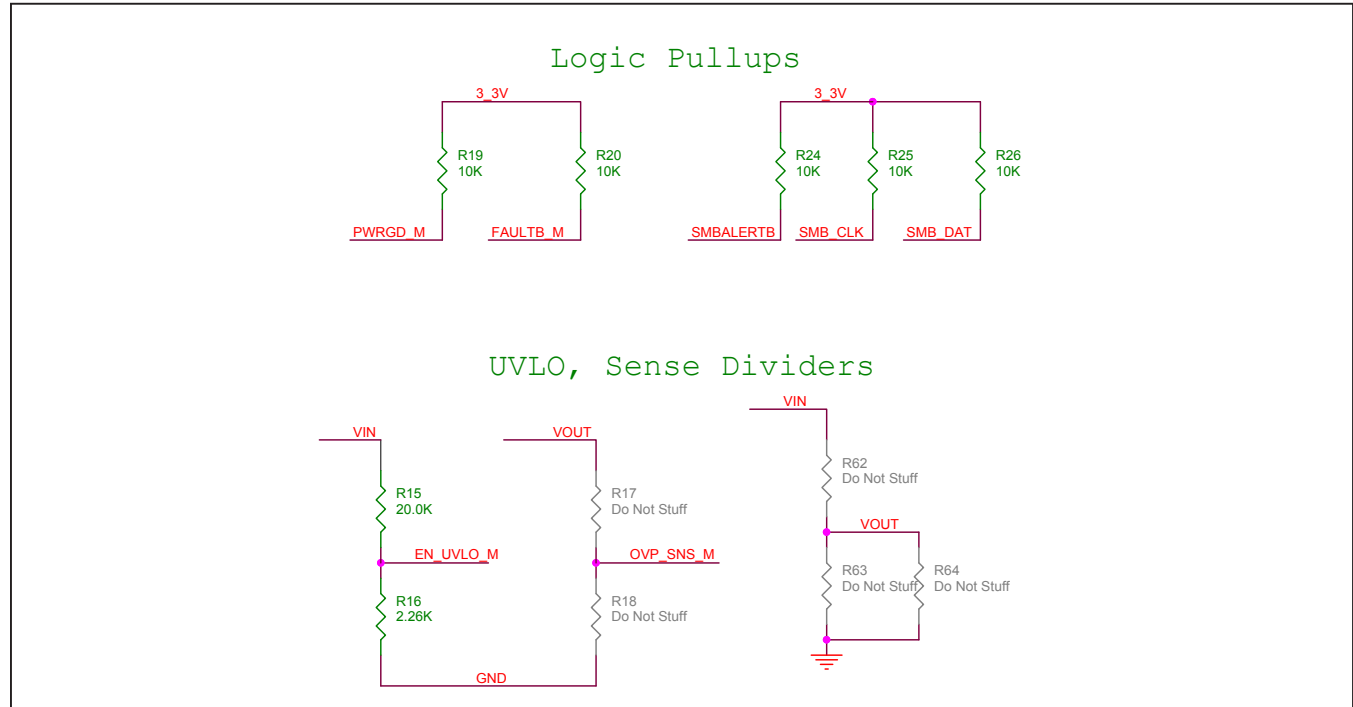 Logic Pullups
3_3V
3_3V
R19
10K
R20
10K
R24
10K
R25
10K
R26
10K
PWRGD_M
FAULTB_M
SMBALERTB
SMB_CLK
SMB_DAT
UVLO, Sense Dividers
VIN
VOUT
VIN
R62
Do Not Stuff
R15
20.0K
R17
Do Not Stuff
VOUT
EN_UVLO_M
OVP_SNS_M
R63
Do Not Stuff
R64
Do Not Stuff
R16
2.26K
R18
Do Not Stuff
GND